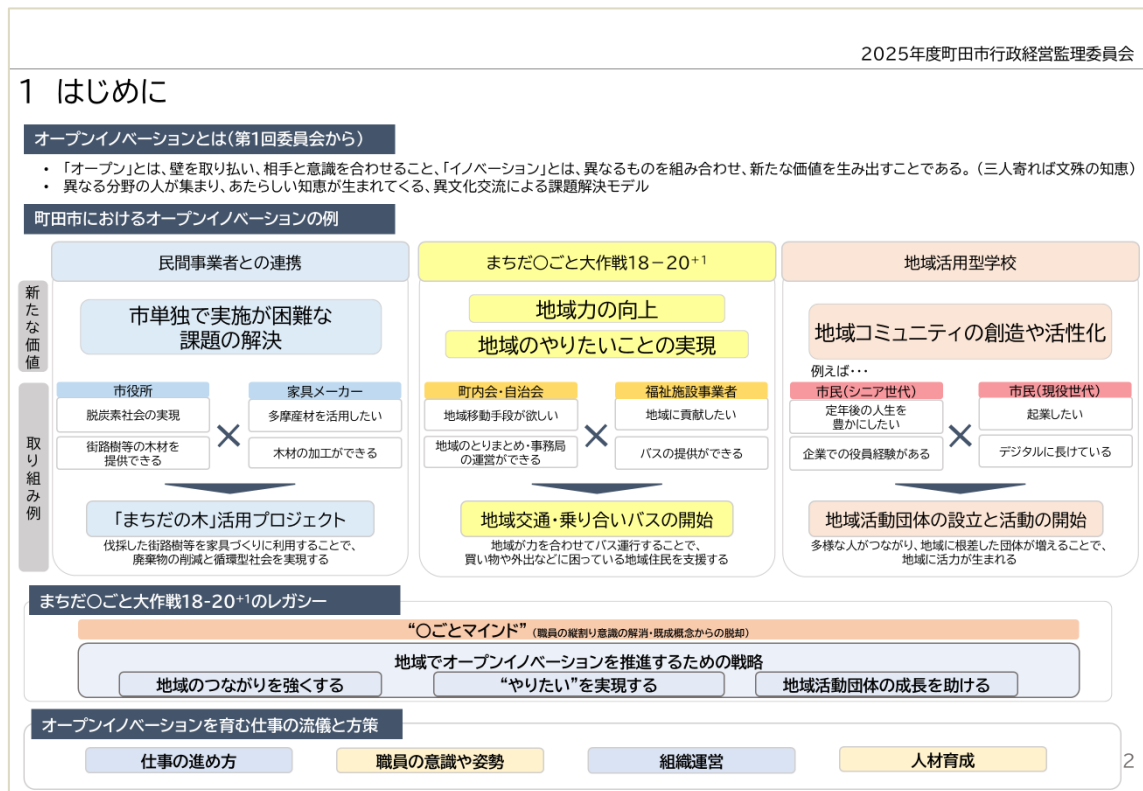 2025年度町田市行政経営監理委員会
1 はじめに
オープンイノベーションとは(第1回委員会から)
• 「オープン」とは、壁を取り払い、相手と意識を合わせること、「イノベーション」とは、異なるものを組み合わせ、新たな価値を生み出すことである。(三人寄れば文殊の知恵)
• 異なる分野の人が集まり、あたらしい知恵が生まれてくる、異文化交流による課題解決モデル
町田市におけるオープンイノベーションの例
新たな価値
取り組み例
民間事業者との連携
市単独で実施が困難な
課題の解決
市役所
家具メーカー
脱炭素社会の実現
多摩産材を活用したい
×
街路樹等の木材を
提供できる
木材の加工ができる
「まちだの木」活用プロジェクト
伐採した街路樹等を家具づくりに利用することで、
廃棄物の削減と循環型社会を実現する
まちだ〇ごと大作戦18-20+1
地域力の向上
地域のやりたいことの実現
町内会・自治会
福祉施設事業者
地域移動手段が欲しい
地域に貢献したい
×
地域のとりまとめ・事務局
の運営ができる
バスの提供ができる
地域交通・乗り合いバスの開始
地域が力を合わせてバス運行することで、
買い物や外出などに困っている地域住民を支援する
地域活用型学校
地域コミュニティの創造や活性化
例えば・・・
市民(シニア世代)
市民(現役世代)
定年後の人生を
豊かにしたい
起業したい
×
企業での役員経験がある
デジタルに長けている
地域活動団体の設立と活動の開始
多様な人がつながり、地域に根差した団体が増えることで、
地域に活力が生まれる
まちだ〇ごと大作戦18-20+1のレガシー
“〇ごとマインド” (職員の縦割り意識の解消・既成概念からの脱却)
地域でオープンイノベーションを推進するための戦略
地域のつながりを強くする
“やりたい”を実現する
地域活動団体の成長を助ける
オープンイノベーションを育む仕事の流儀と方策
仕事の進め方
職員の意識や姿勢
組織運営
人材育成
2